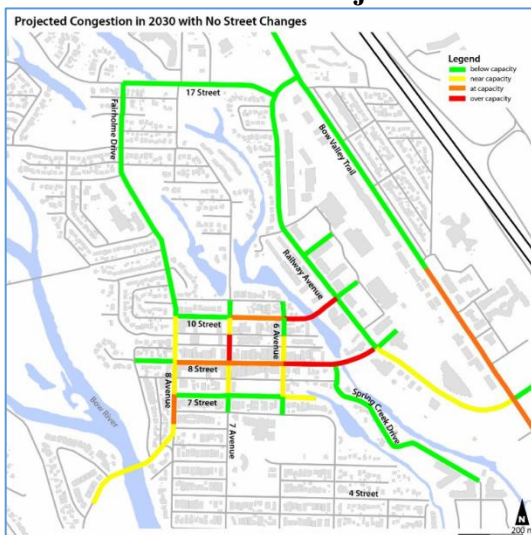 Projected Congestion in 2030 with No Street Changes
Legend
below capacity
near capacity
at capacity
over capacity
17 Street
Fairholme Drive
Bow Valley Trail
Railway Avenue
10 Street
6 Avenue
8 Street
8 Avenue
7 Street
Bow River
7 Avenue
Spring Creek Drive
4 Street
N
200 m